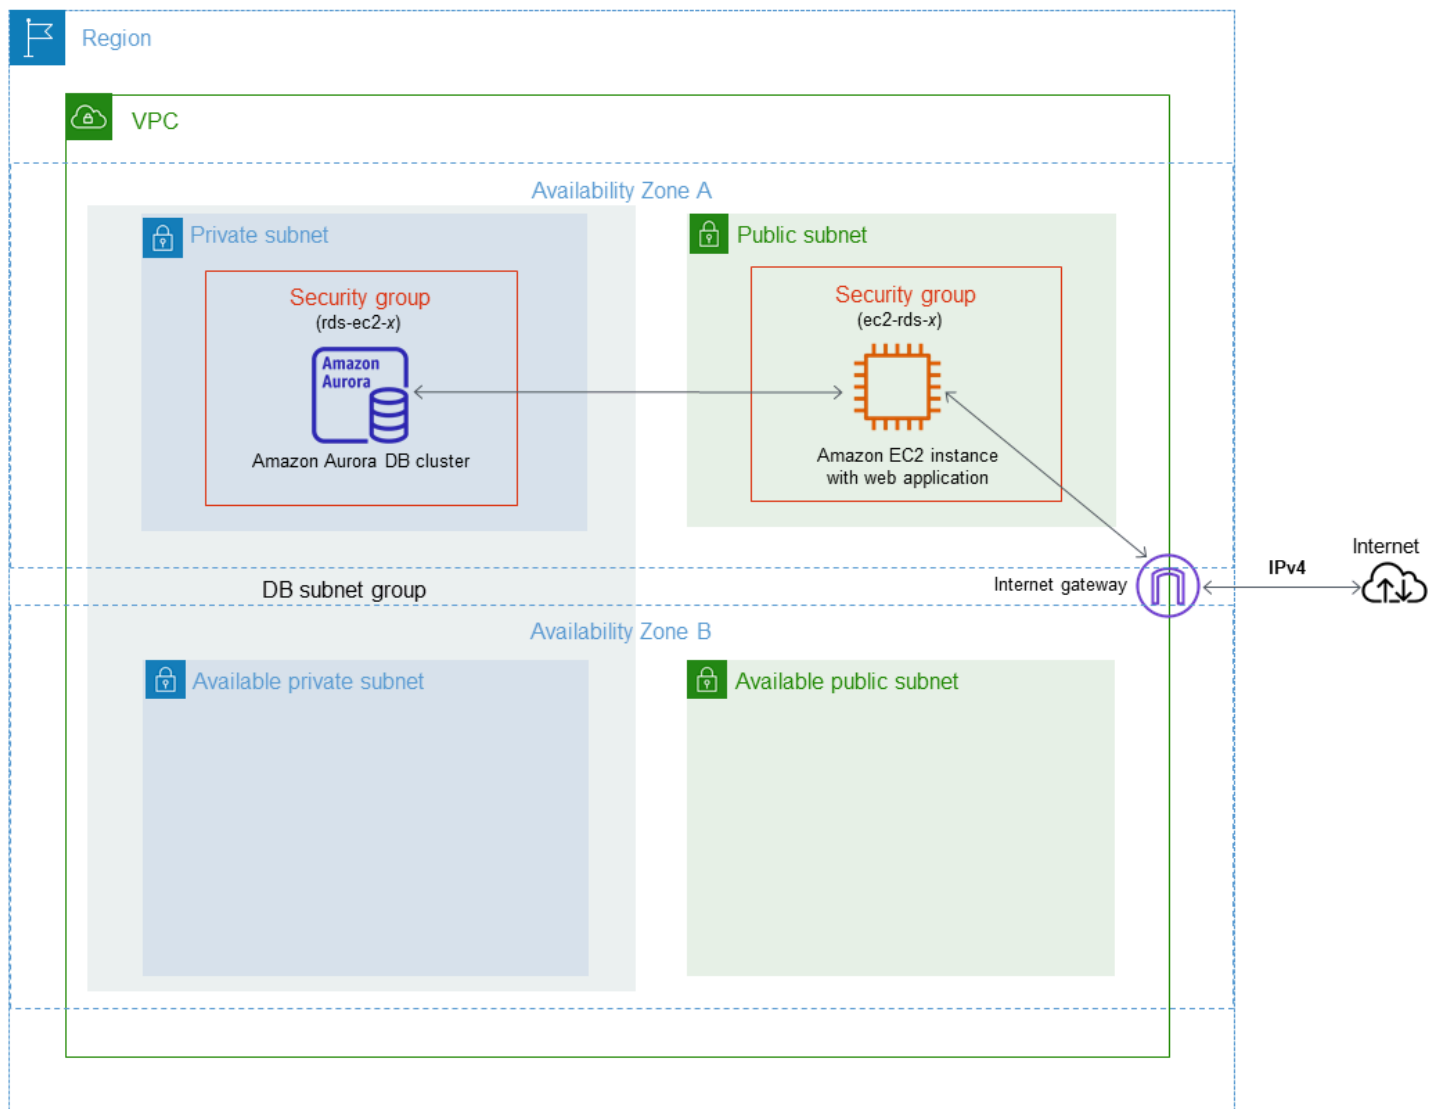 Region
VPC
Availability Zone A
Private subnet
Public subnet
Security group
(rds-ec2-x)
Amazon
Aurora
Amazon Aurora DB cluster
Security group
(ec2-rds-x)
Amazon EC2 instance
with web application
Internet
IPv4
Internet gateway
DB subnet group
Availability Zone B
Available private subnet
Available public subnet